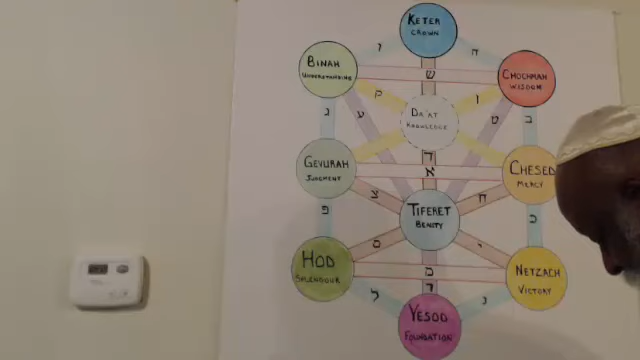 KETER
CROWN
ו
ה
BINAH
UNDERSTANDING
ש
CHOCHMAH
WISDOM
ק
ג
ע
DA'AT
KNOWLEDGE
ט
ב
ד
GEVURAH
JUDGMENT
א
CHESED
MERCY
צ
ח
פ
TIFERET
BEAUTY
כ
ס
י
HOD
SPLENDOUR
NETZACH
VICTORY
ל
YESOD
FOUNDATION